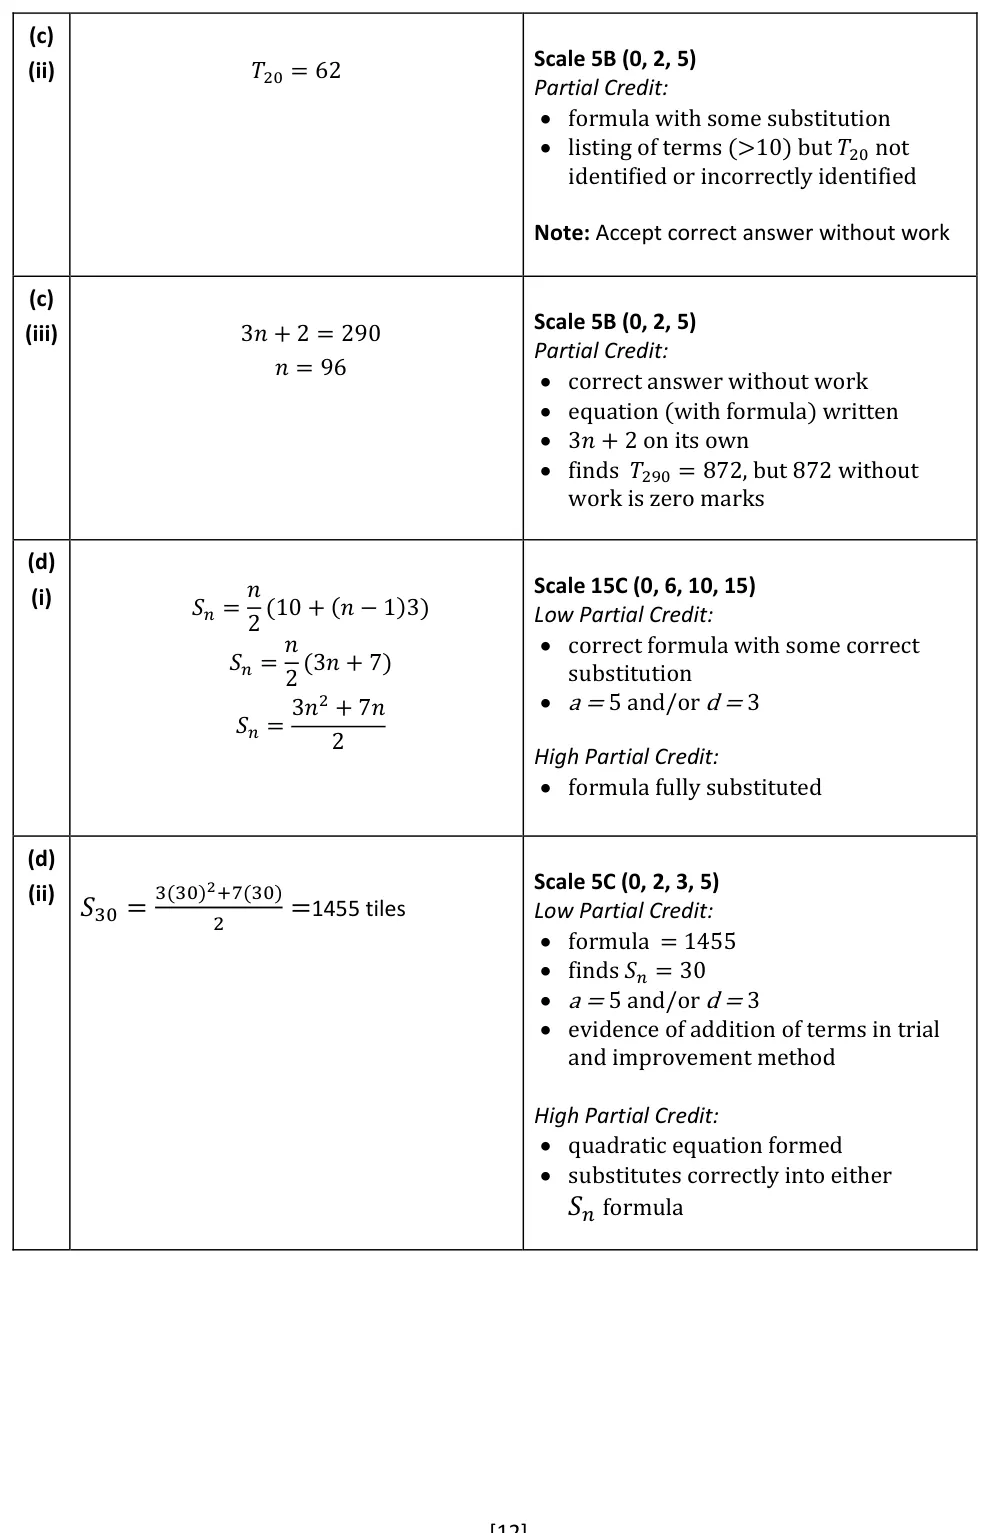 (c)
(ii)
T₂₀ = 62
Scale 5B (0, 2, 5)
Partial Credit:
• formula with some substitution
• listing of terms (>10) but T₂₀ not
identified or incorrectly identified
Note: Accept correct answer without work
(c)
(iii)
3n + 2 = 290
n = 96
Scale 5B (0, 2, 5)
Partial Credit:
• correct answer without work
• equation (with formula) written
• 3n + 2 on its own
• finds T₂₉₀ = 872, but 872 without
work is zero marks
(d)
(i)
Sₙ = n/2 (10 + (n − 1)3)
Sₙ = n/2 (3n + 7)
Sₙ = (3n² + 7n)/2
Scale 15C (0, 6, 10, 15)
Low Partial Credit:
• correct formula with some correct
substitution
• a = 5 and/or d = 3
High Partial Credit:
• formula fully substituted
(d)
(ii)
S₃₀ = (3(30)²+7(30))/2 =1455 tiles
Scale 5C (0, 2, 3, 5)
Low Partial Credit:
• formula = 1455
• finds Sₙ = 30
• a = 5 and/or d = 3
• evidence of addition of terms in trial
and improvement method
High Partial Credit:
• quadratic equation formed
• substitutes correctly into either
Sₙ formula
[12]